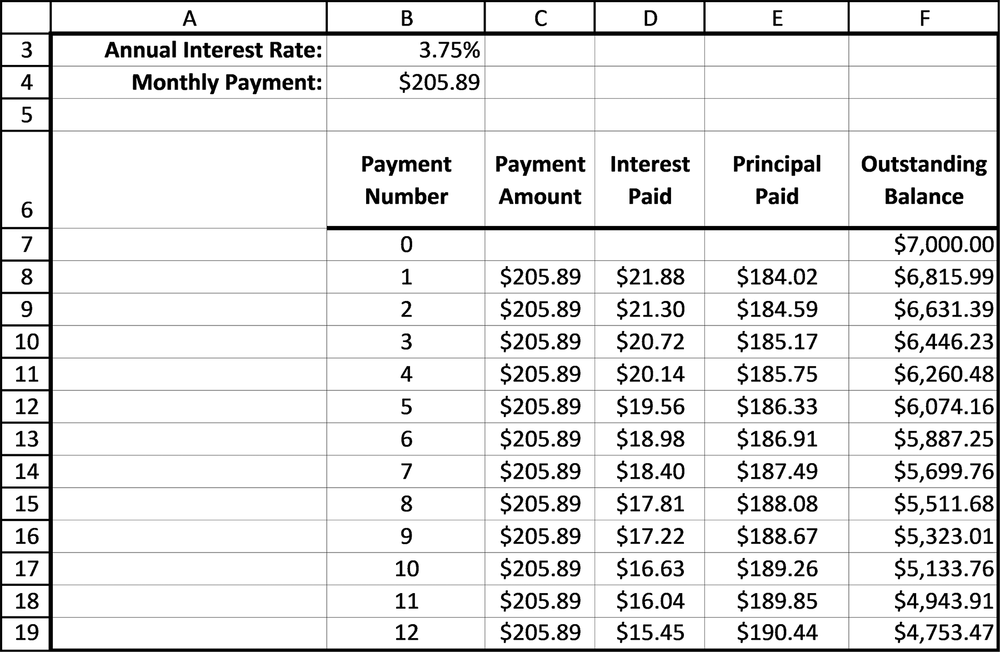 A B C D E F
3 Annual Interest Rate: 3.75%
4 Monthly Payment: $205.89
5
Payment Payment Interest Principal Outstanding
6 Number Amount Paid Paid Balance
7 0 $7,000.00
8 1 $205.89 $21.88 $184.02 $6,815.99
9 2 $205.89 $21.30 $184.59 $6,631.39
10 3 $205.89 $20.72 $185.17 $6,446.23
11 4 $205.89 $20.14 $185.75 $6,260.48
12 5 $205.89 $19.56 $186.33 $6,074.16
13 6 $205.89 $18.98 $186.91 $5,887.25
14 7 $205.89 $18.40 $187.49 $5,699.76
15 8 $205.89 $17.81 $188.08 $5,511.68
16 9 $205.89 $17.22 $188.67 $5,323.01
17 10 $205.89 $16.63 $189.26 $5,133.76
18 11 $205.89 $16.04 $189.85 $4,943.91
19 12 $205.89 $15.45 $190.44 $4,753.47